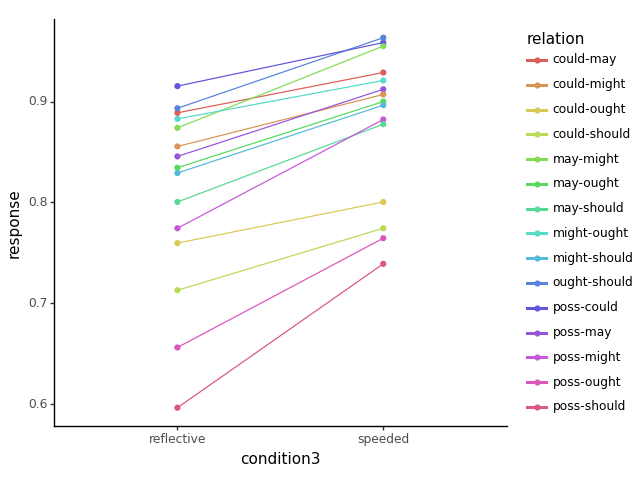 relation
could-may
could-might
could-ought
could-should
may-might
may-ought
may-should
might-ought
might-should
ought-should
poss-could
poss-may
poss-might
poss-ought
poss-should
response
0.9
0.8
0.7
0.6
reflective speeded
condition3